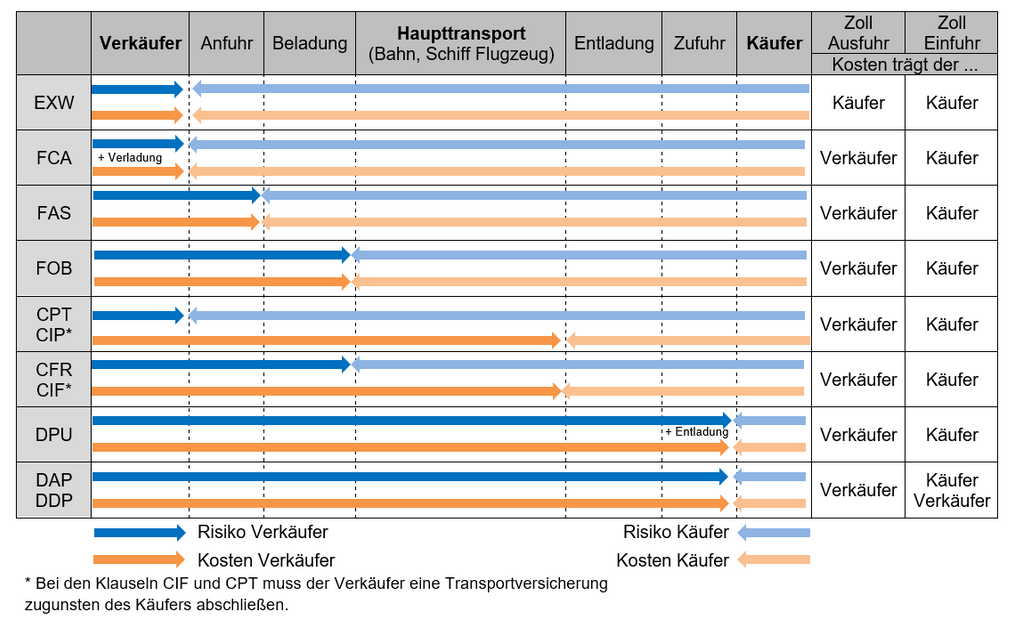 Verkäufer
Anfuhr
Beladung
Haupttransport
(Bahn, Schiff Flugzeug)
Entladung
Zufuhr
Käufer
Zoll
Ausfuhr
Zoll
Einfuhr
Kosten trägt der ...
EXW
Käufer
Käufer
FCA
+ Verladung
Verkäufer
Käufer
FAS
Verkäufer
Käufer
FOB
Verkäufer
Käufer
CPT
CIP*
Verkäufer
Käufer
CFR
CIF*
Verkäufer
Käufer
DPU
+ Entladung
Verkäufer
Käufer
DAP
DDP
Verkäufer
Käufer
Verkäufer
Risiko Verkäufer
Risiko Käufer
Kosten Verkäufer
Kosten Käufer
* Bei den Klauseln CIF und CPT muss der Verkäufer eine Transportversicherung
zugunsten des Käufers abschließen.